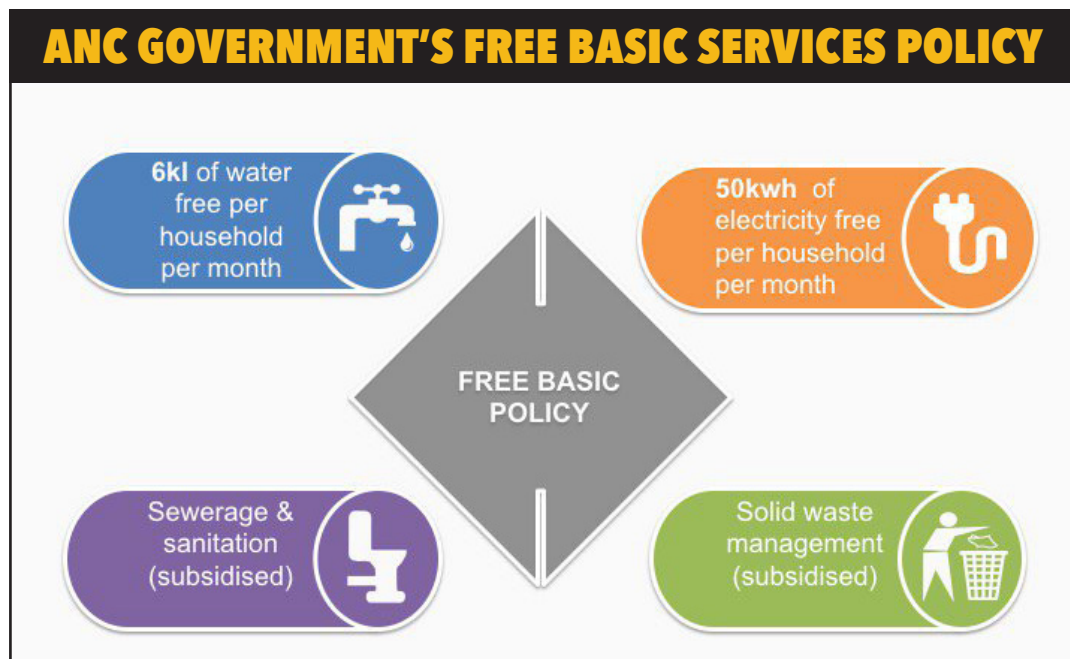 ANC GOVERNMENT'S FREE BASIC SERVICES POLICY
6kl of water
free per
household
per month
50kwh of
electricity free
per household
per month
FREE BASIC
POLICY
Sewerage &
sanitation
(subsidised)
Solid waste
management
(subsidised)